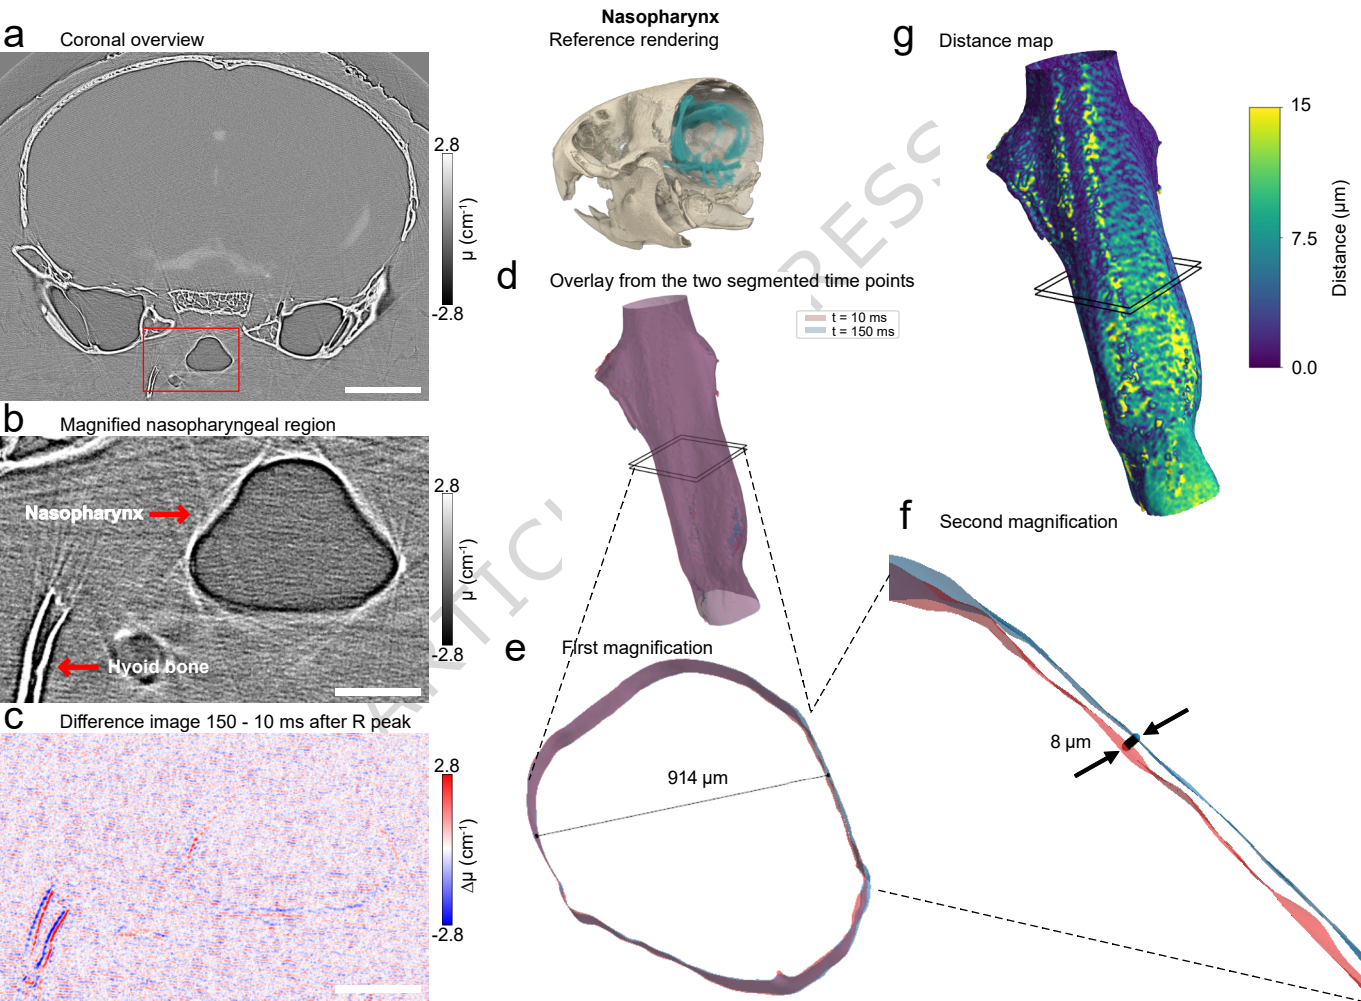 a
Coronal overview
2.8
μ (cm⁻¹)
-2.8
b
Magnified nasopharyngeal region
Nasopharynx
Hyoid bone
2.8
μ (cm⁻¹)
-2.8
c
Difference image 150 - 10 ms after R peak
2.8
Δμ (cm⁻¹)
-2.8
Nasopharynx
Reference rendering
d
Overlay from the two segmented time points
t = 10 ms
t = 150 ms
e
First magnification
914 μm
f
Second magnification
8 μm
g
Distance map
15
7.5
0.0
Distance (μm)
ARTIC
PRESS